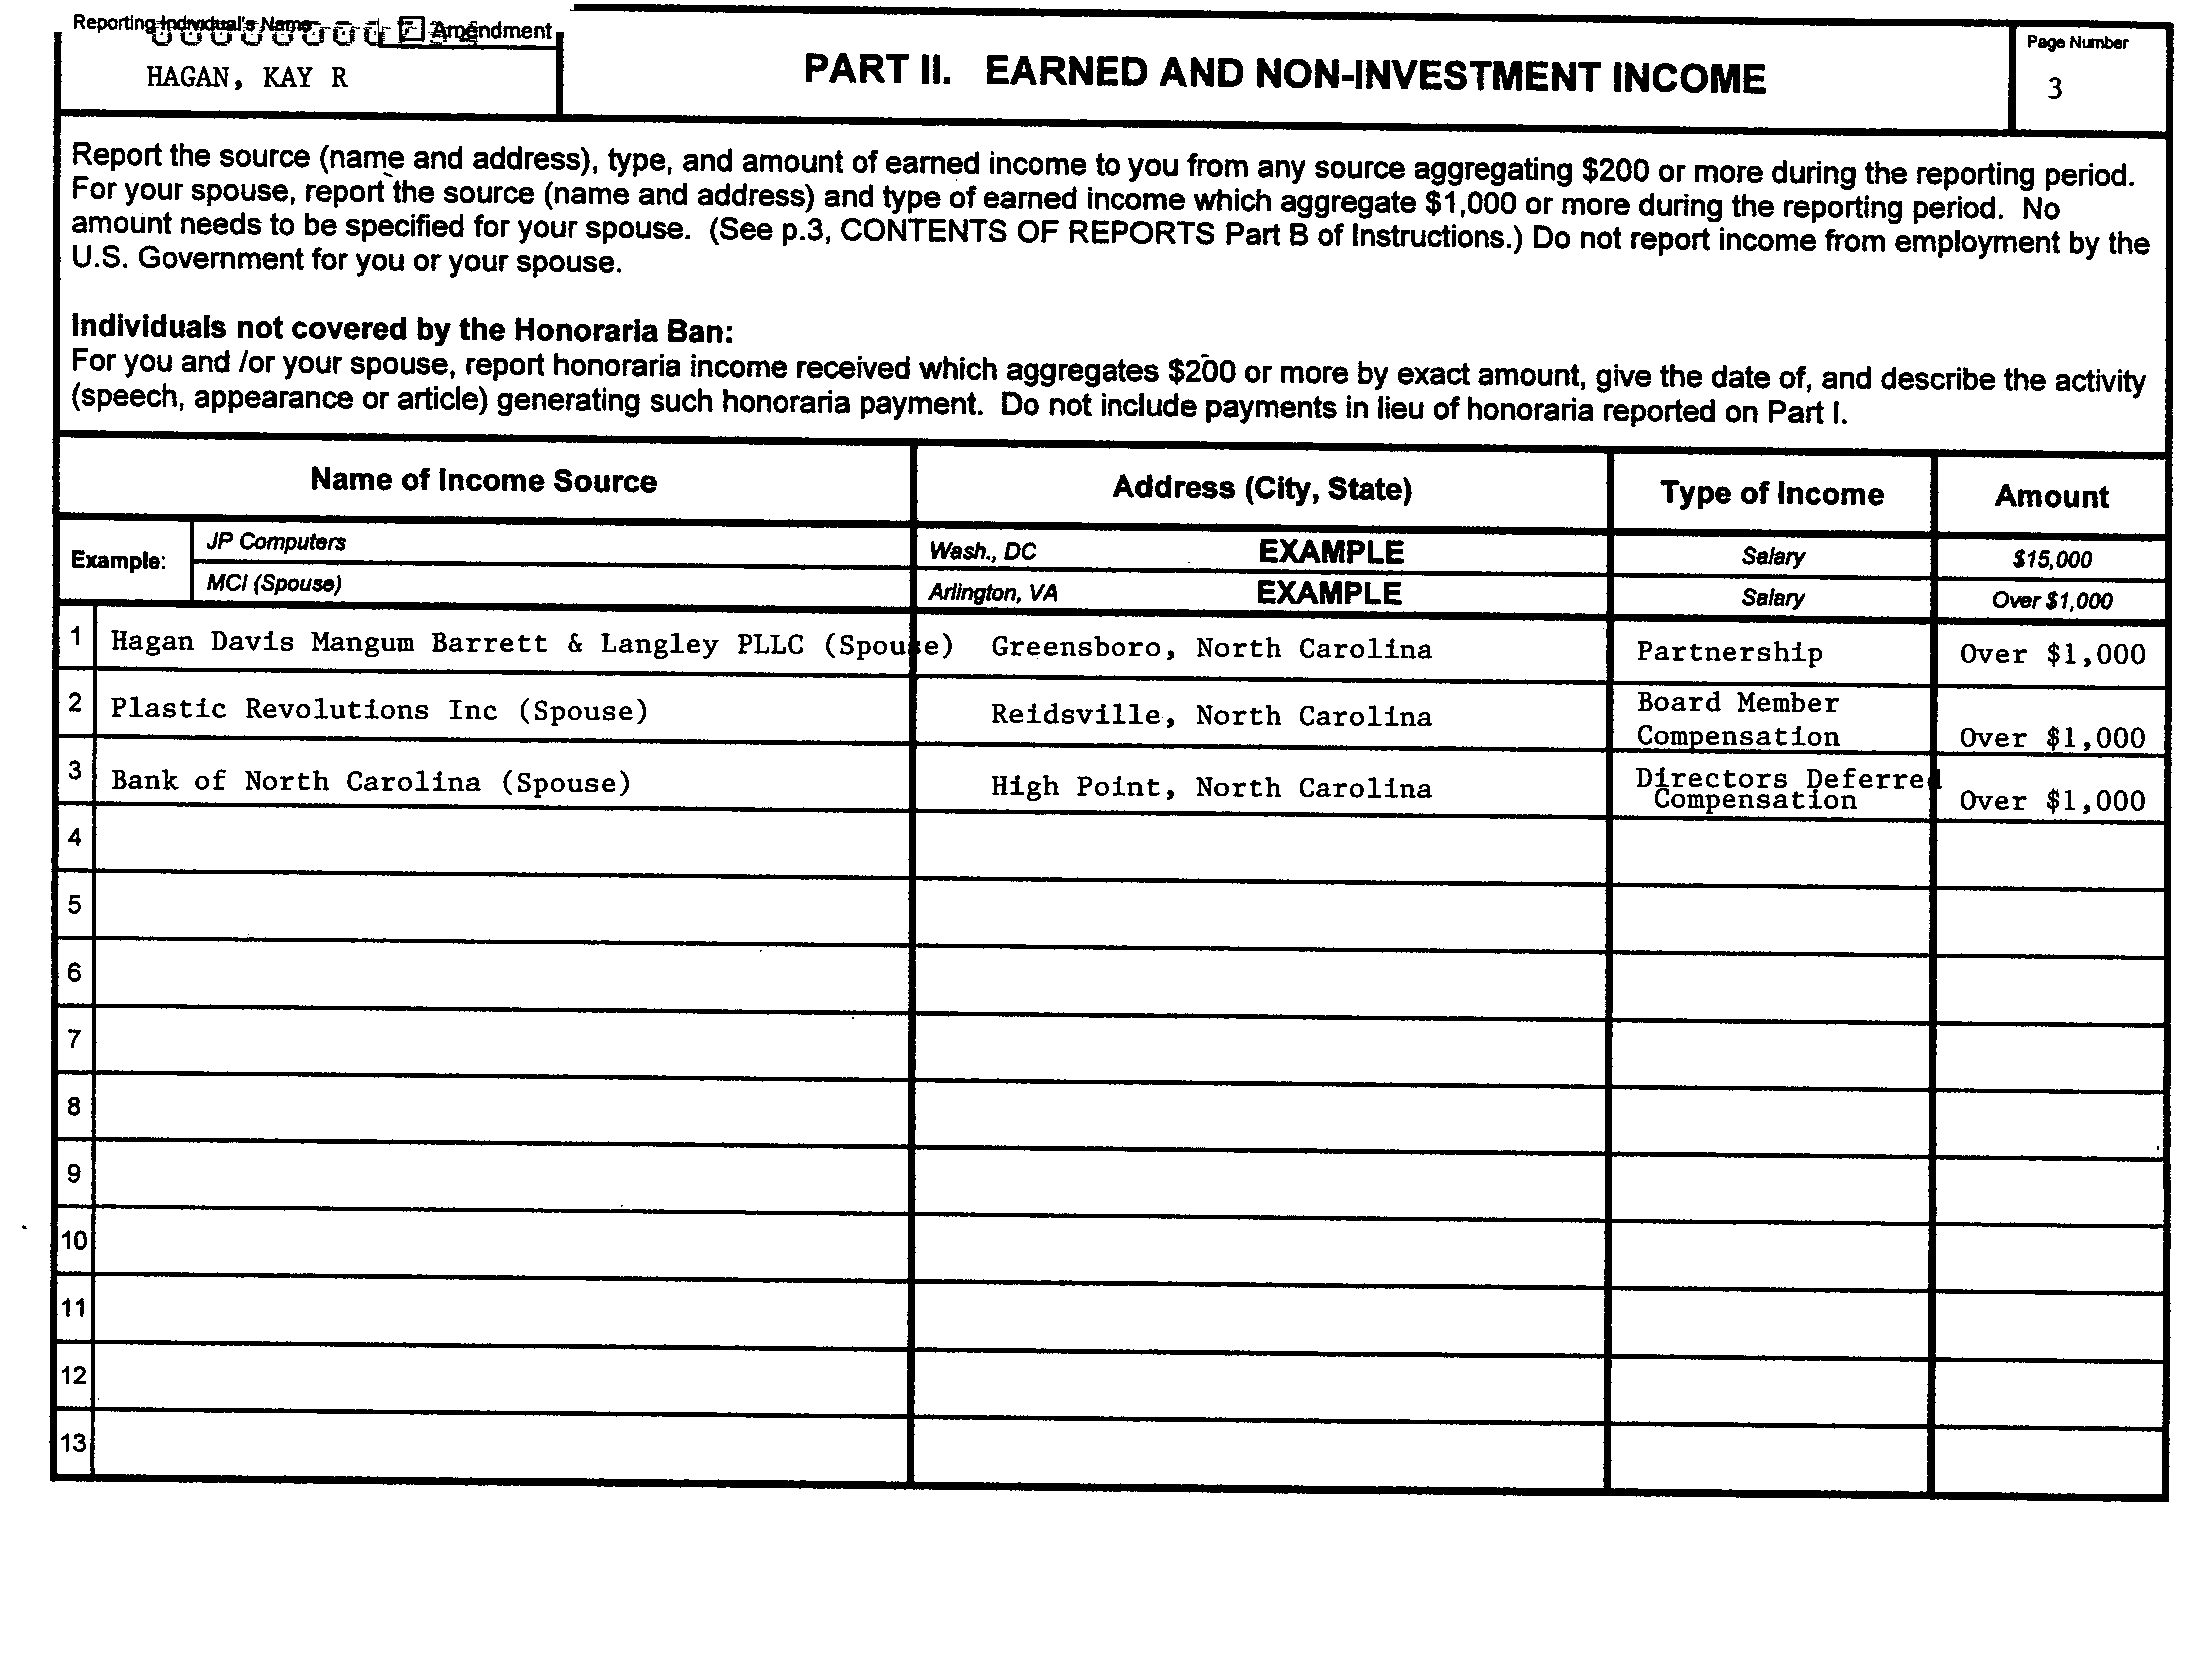 Reporting Individual's Name Amendment
HAGAN, KAY R
PART II. EARNED AND NON-INVESTMENT INCOME
Page Number
3
Report the source (name and address), type, and amount of earned income to you from any source aggregating $200 or more during the reporting period.
For your spouse, report the source (name and address) and type of earned income which aggregate $1,000 or more during the reporting period. No
amount needs to be specified for your spouse. (See p.3, CONTENTS OF REPORTS Part B of Instructions.) Do not report income from employment by the
U.S. Government for you or your spouse.
Individuals not covered by the Honoraria Ban:
For you and /or your spouse, report honoraria income received which aggregates $200 or more by exact amount, give the date of, and describe the activity
(speech, appearance or article) generating such honoraria payment. Do not include payments in lieu of honoraria reported on Part I.
Name of Income Source Address (City, State) Type of Income Amount
Example:
JP Computers Wash., DC EXAMPLE Salary $15,000
MCI (Spouse) Arlington, VA EXAMPLE Salary Over $1,000
1 Hagan Davis Mangum Barrett & Langley PLLC (Spouse) Greensboro, North Carolina Partnership Over $1,000
2 Plastic Revolutions Inc (Spouse) Reidsville, North Carolina Board Member
Compensation Over $1,000
3 Bank of North Carolina (Spouse) High Point, North Carolina Directors Deferred
Compensation Over $1,000
4
5
6
7
8
9
10
11
12
13